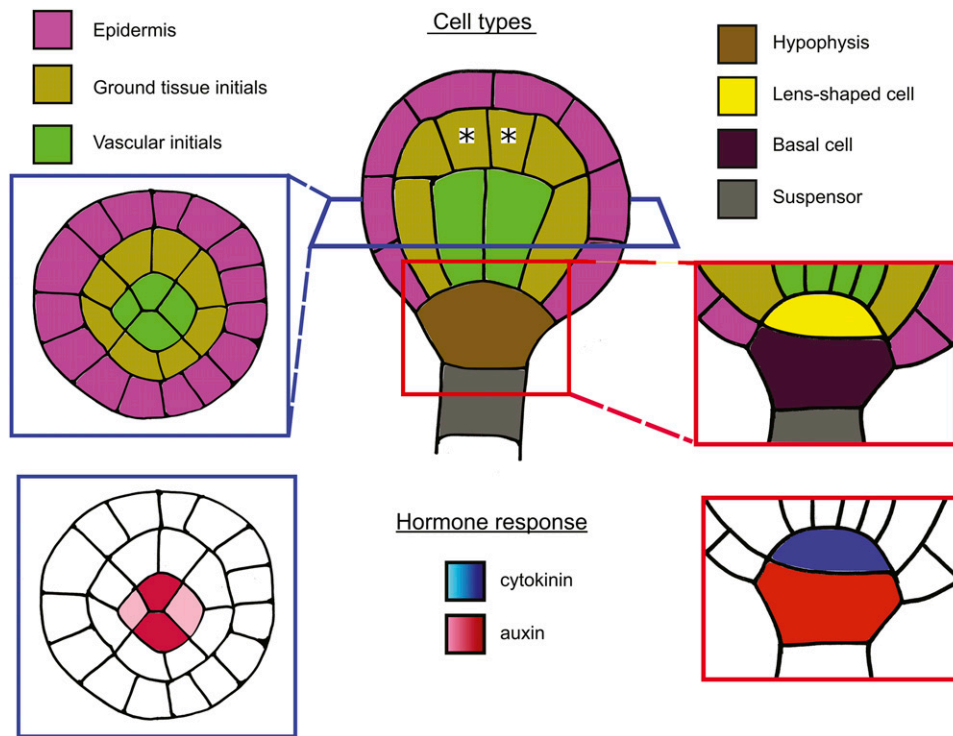 Cell types
Epidermis
Ground tissue initials
Vascular initials
Hypophysis
Lens-shaped cell
Basal cell
Suspensor
* *
Hormone response
cytokinin
auxin